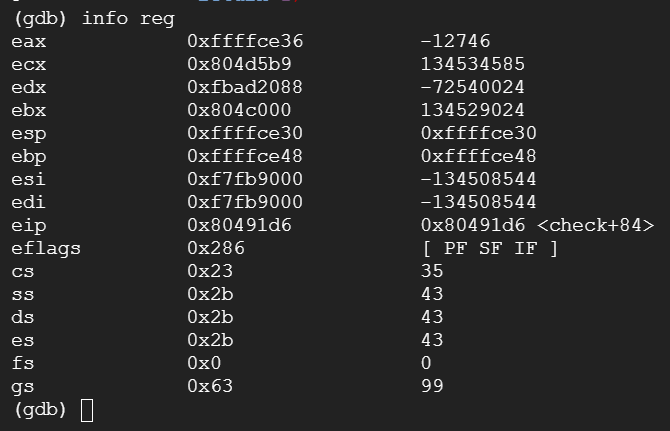 (gdb) info reg
eax 0xffffce36 -12746
ecx 0x804d5b9 134534585
edx 0xfbad2088 -72540024
ebx 0x804c000 134529024
esp 0xffffce30 0xffffce30
ebp 0xffffce48 0xffffce48
esi 0xf7fb9000 -134508544
edi 0xf7fb9000 -134508544
eip 0x80491d6 0x80491d6 <check+84>
eflags 0x286 [ PF SF IF ]
cs 0x23 35
ss 0x2b 43
ds 0x2b 43
es 0x2b 43
fs 0x0 0
gs 0x63 99
(gdb)